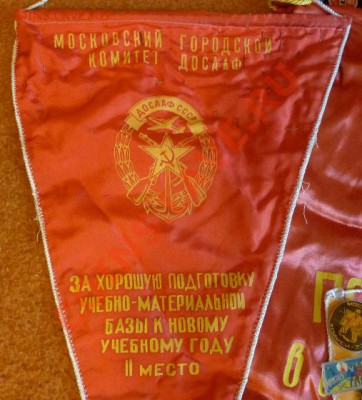 МОСКОВСКИЙ ГОРОДСКОЙ
КОМИТЕТ ДОСААФ
ДОСААФ СССР
ЗА ХОРОШУЮ ПОДГОТОВКУ
УЧЕБНО-МАТЕРИАЛЬНОЙ
БАЗЫ К НОВОМУ
УЧЕБНОМУ ГОДУ
II МЕСТО